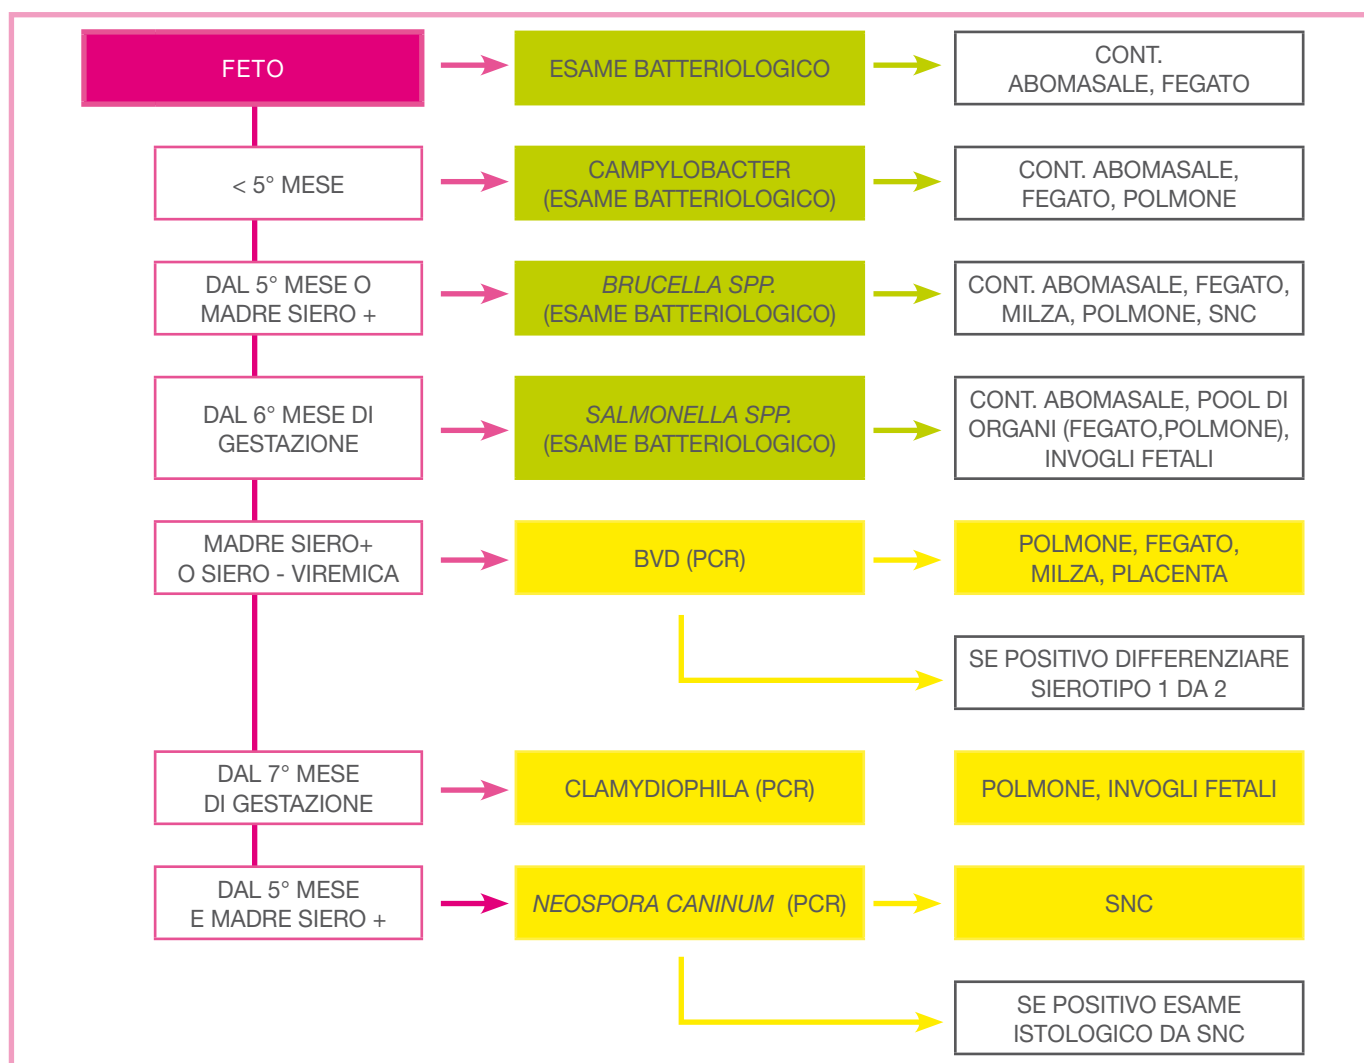 FETO
ESAME BATTERIOLOGICO
CONT.
ABOMASALE, FEGATO
< 5° MESE
CAMPYLOBACTER
(ESAME BATTERIOLOGICO)
CONT. ABOMASALE,
FEGATO, POLMONE
DAL 5° MESE O
MADRE SIERO +
BRUCELLA SPP.
(ESAME BATTERIOLOGICO)
CONT. ABOMASALE, FEGATO,
MILZA, POLMONE, SNC
DAL 6° MESE DI
GESTAZIONE
SALMONELLA SPP.
(ESAME BATTERIOLOGICO)
CONT. ABOMASALE, POOL DI
ORGANI (FEGATO,POLMONE),
INVOGLI FETALI
MADRE SIERO+
O SIERO - VIREMICA
BVD (PCR)
POLMONE, FEGATO,
MILZA, PLACENTA
SE POSITIVO DIFFERENZIARE
SIEROTIPO 1 DA 2
DAL 7° MESE
DI GESTAZIONE
CLAMYDIOPHILA (PCR)
POLMONE, INVOGLI FETALI
DAL 5° MESE
E MADRE SIERO +
NEOSPORA CANINUM (PCR)
SNC
SE POSITIVO ESAME
ISTOLOGICO DA SNC